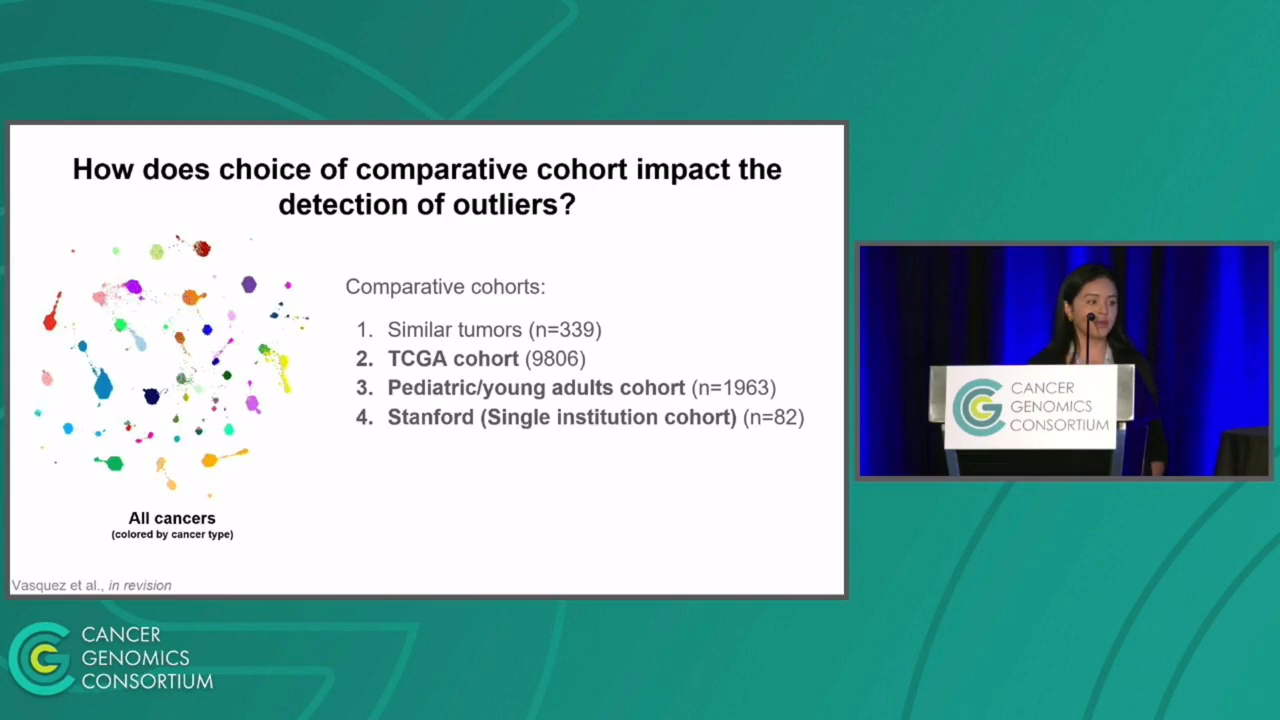 How does choice of comparative cohort impact the
detection of outliers?
Comparative cohorts:
1. Similar tumors (n=339)
2. TCGA cohort (9806)
3. Pediatric/young adults cohort (n=1963)
4. Stanford (Single institution cohort) (n=82)
All cancers
(colored by cancer type)
Vasquez et al., in revision
CANCER
GENOMICS
CONSORTIUM
CANCER
GENOMICS
CONSORTIUM